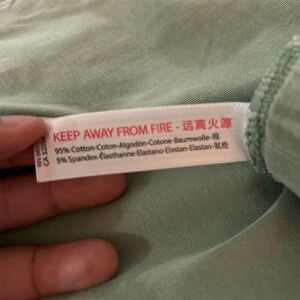 KEEP AWAY FROM FIRE - 远离火源
95% Cotton-Coton-Algodón-Cotone-Baumwolle-棉
5% Spandex-Élasthanne-Elastano-Elastan-Elastan-氨纶